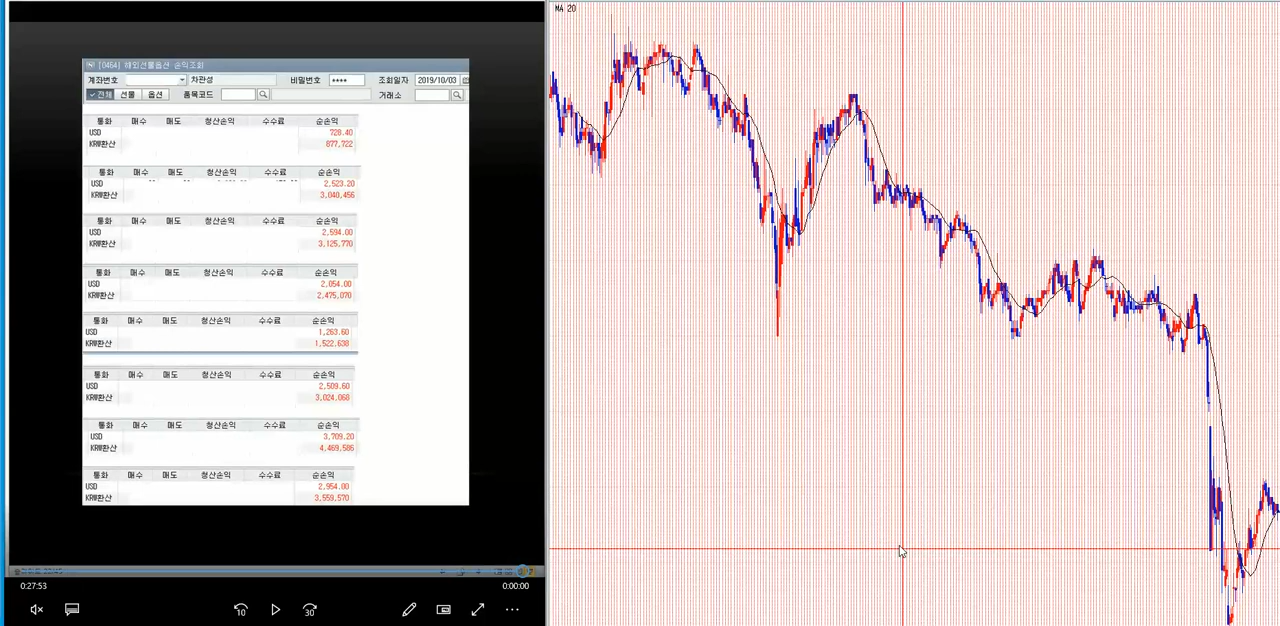 MA 20
[0464] 해외선물옵션 손익조회
계좌번호 차관성 비밀번호 **** 조회일자 2019/10/03
전체 선물 옵션 품목코드 거래소
통화 매수 매도 청산손익 수수료 순손익
USD 728.40
KRW환산 877,722
통화 매수 매도 청산손익 수수료 순손익
USD 2,523.20
KRW환산 3,040,456
통화 매수 매도 청산손익 수수료 순손익
USD 2,594.00
KRW환산 3,125,770
통화 매수 매도 청산손익 수수료 순손익
USD 2,054.00
KRW환산 2,475,070
통화 매수 매도 청산손익 수수료 순손익
USD 1,263.60
KRW환산 1,522,638
통화 매수 매도 청산손익 수수료 순손익
USD 2,509.60
KRW환산 3,024,068
통화 매수 매도 청산손익 수수료 순손익
USD 3,709.20
KRW환산 4,469,586
통화 매수 매도 청산손익 수수료 순손익
USD 2,954.00
KRW환산 3,559,570
0:27:53 0:00:00
10 30